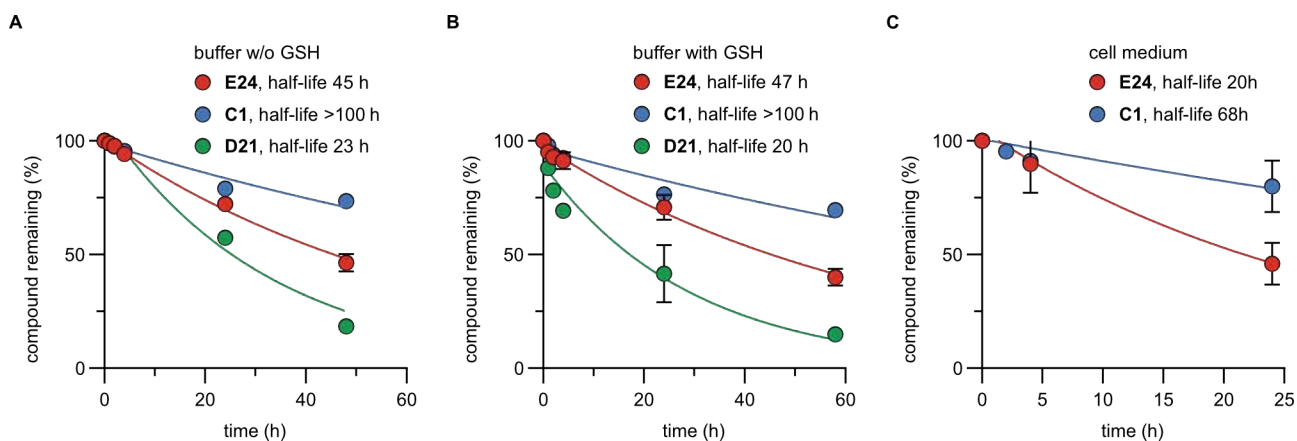 A
buffer w/o GSH
E24, half-life 45 h
C1, half-life >100 h
D21, half-life 23 h
compound remaining (%)
100
50
0
0
20
40
60
time (h)
B
buffer with GSH
E24, half-life 47 h
C1, half-life >100 h
D21, half-life 20 h
compound remaining (%)
100
50
0
0
20
40
60
time (h)
C
cell medium
E24, half-life 20h
C1, half-life 68h
compound remaining (%)
100
50
0
0
5
10
15
20
25
time (h)